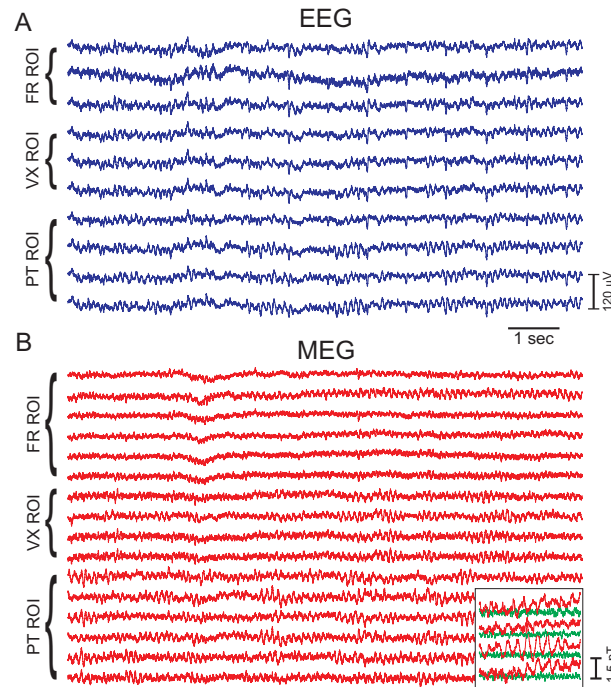 A
EEG
FR ROI
VX ROI
PT ROI
120 µV
1 sec
B
MEG
FR ROI
VX ROI
PT ROI